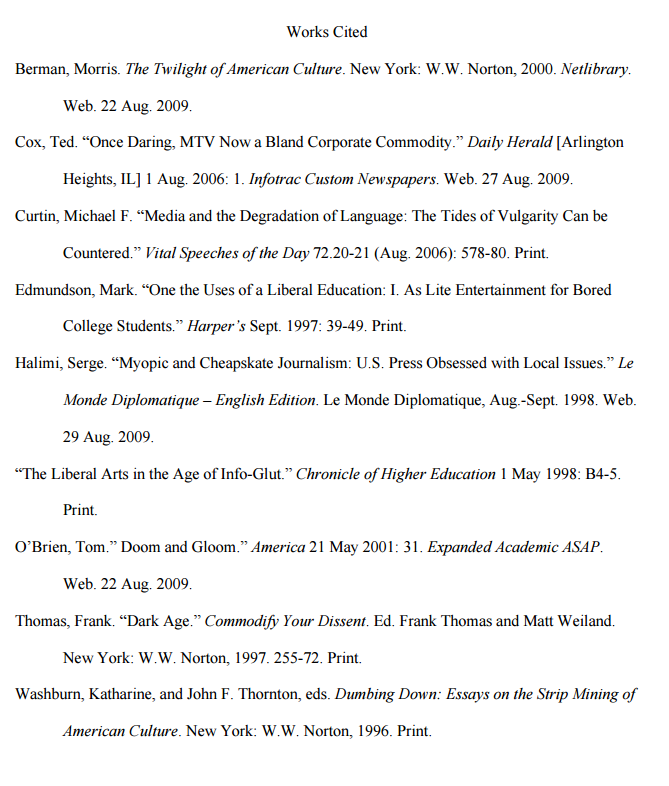 Works Cited
Berman, Morris. The Twilight of American Culture. New York: W.W. Norton, 2000. Netlibrary.
Web. 22 Aug. 2009.
Cox, Ted. “Once Daring, MTV Now a Bland Corporate Commodity.” Daily Herald [Arlington
Heights, IL] 1 Aug. 2006: 1. Infotrac Custom Newspapers. Web. 27 Aug. 2009.
Curtin, Michael F. “Media and the Degradation of Language: The Tides of Vulgarity Can be
Countered.” Vital Speeches of the Day 72.20-21 (Aug. 2006): 578-80. Print.
Edmundson, Mark. “One the Uses of a Liberal Education: I. As Lite Entertainment for Bored
College Students.” Harper’s Sept. 1997: 39-49. Print.
Halimi, Serge. “Myopic and Cheapskate Journalism: U.S. Press Obsessed with Local Issues.” Le
Monde Diplomatique – English Edition. Le Monde Diplomatique, Aug.-Sept. 1998. Web.
29 Aug. 2009.
“The Liberal Arts in the Age of Info-Glut.” Chronicle of Higher Education 1 May 1998: B4-5.
Print.
O’Brien, Tom.” Doom and Gloom.” America 21 May 2001: 31. Expanded Academic ASAP.
Web. 22 Aug. 2009.
Thomas, Frank. “Dark Age.” Commodify Your Dissent. Ed. Frank Thomas and Matt Weiland.
New York: W.W. Norton, 1997. 255-72. Print.
Washburn, Katharine, and John F. Thornton, eds. Dumbing Down: Essays on the Strip Mining of
American Culture. New York: W.W. Norton, 1996. Print.